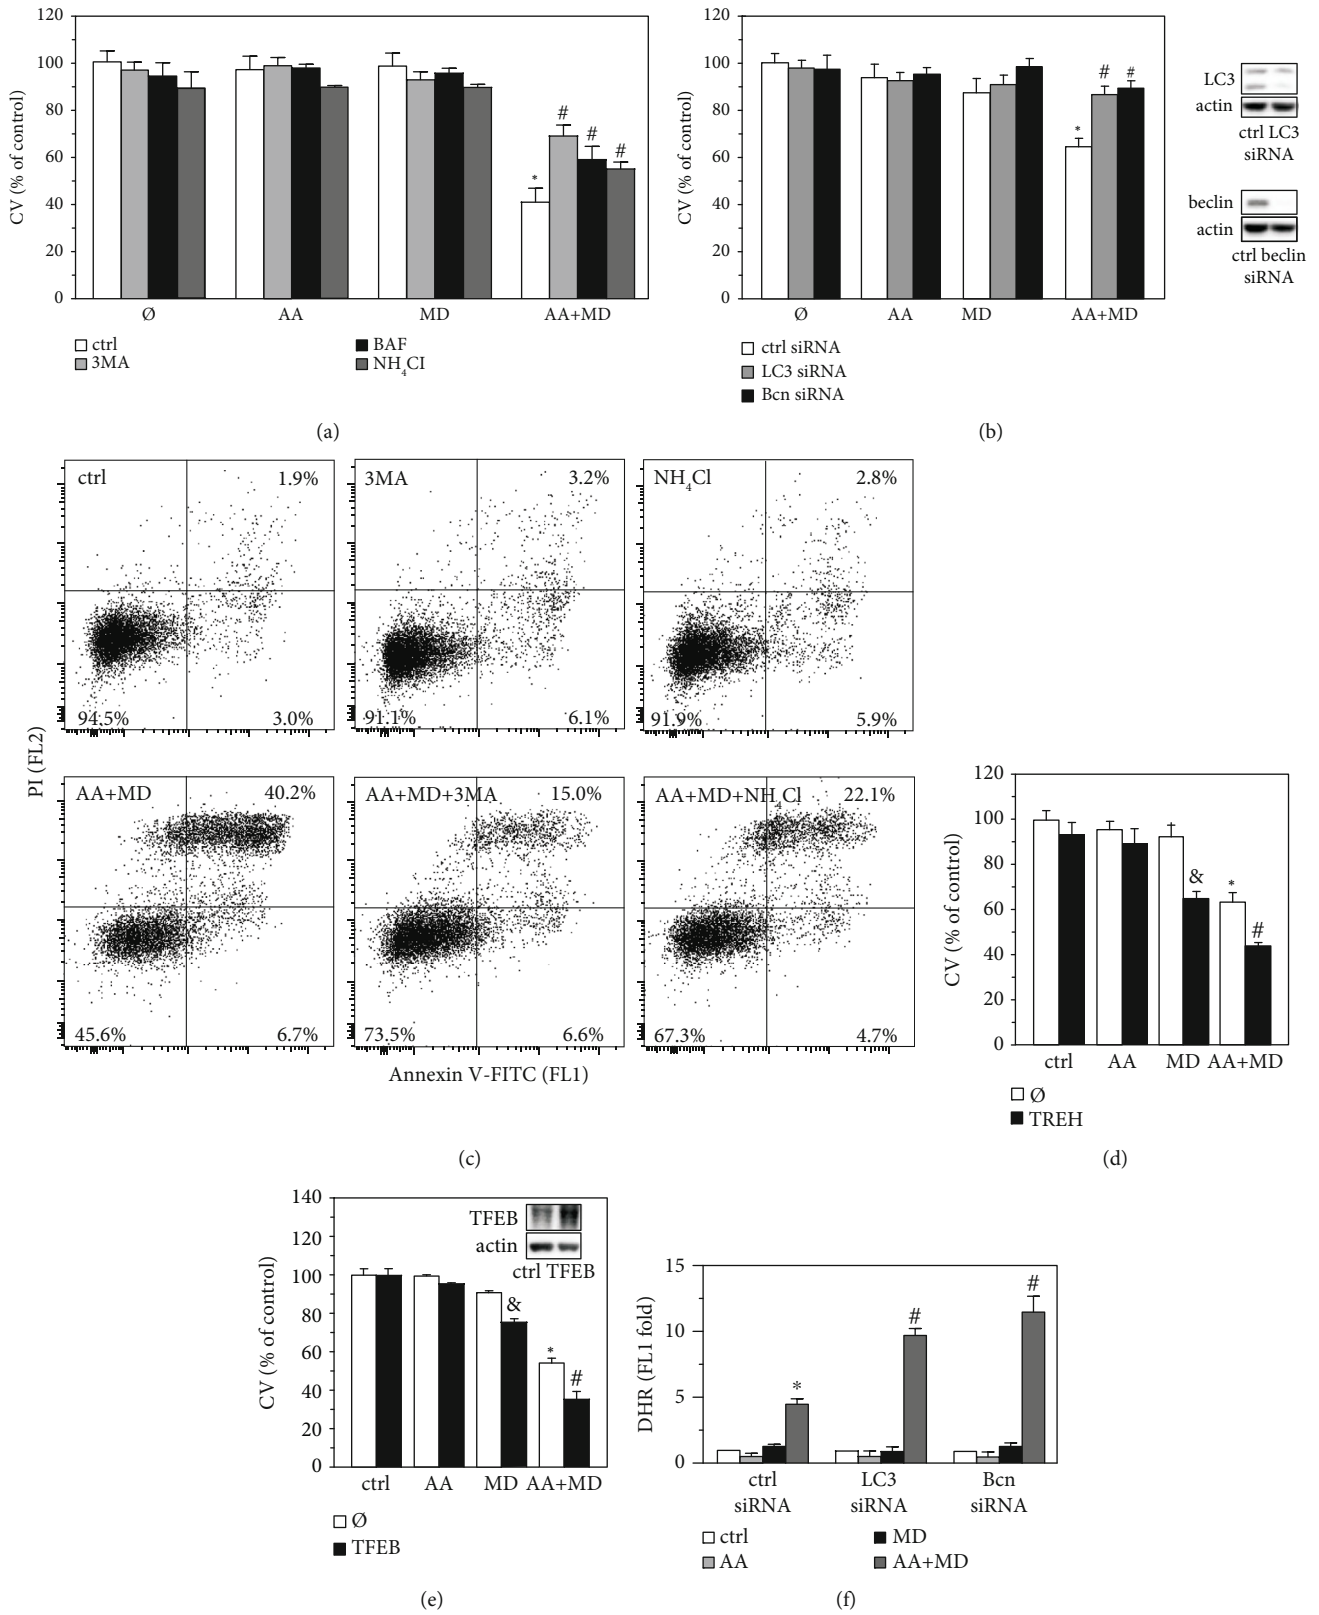 120
100
80
60
40
20
0
CV (% of control)
*
#
#
#
Ø
AA
MD
AA+MD
ctrl
3MA
BAF
NH4CI
(a)
120
100
80
60
40
20
0
CV (% of control)
*
#
#
Ø
AA
MD
AA+MD
ctrl siRNA
LC3 siRNA
Bcn siRNA
LC3
actin
ctrl LC3
siRNA
beclin
actin
ctrl beclin
siRNA
(b)
ctrl
1.9%
94.5%
3.0%
3MA
3.2%
91.1%
6.1%
NH4Cl
2.8%
91.9%
5.9%
AA+MD
40.2%
45.6%
6.7%
AA+MD+3MA
15.0%
73.5%
6.6%
AA+MD+NH4Cl
22.1%
67.3%
4.7%
PI (FL2)
Annexin V-FITC (FL1)
(c)
120
100
80
60
40
20
0
CV (% of control)
&
*
#
ctrl
AA
MD
AA+MD
Ø
TREH
(d)
140
120
100
80
60
40
20
0
CV (% of control)
TFEB
actin
ctrl TFEB
&
*
#
ctrl
AA
MD
AA+MD
Ø
TFEB
(e)
15
10
5
0
DHR (FL1 fold)
*
#
#
ctrl
siRNA
LC3
siRNA
Bcn
siRNA
ctrl
AA
MD
AA+MD
(f)